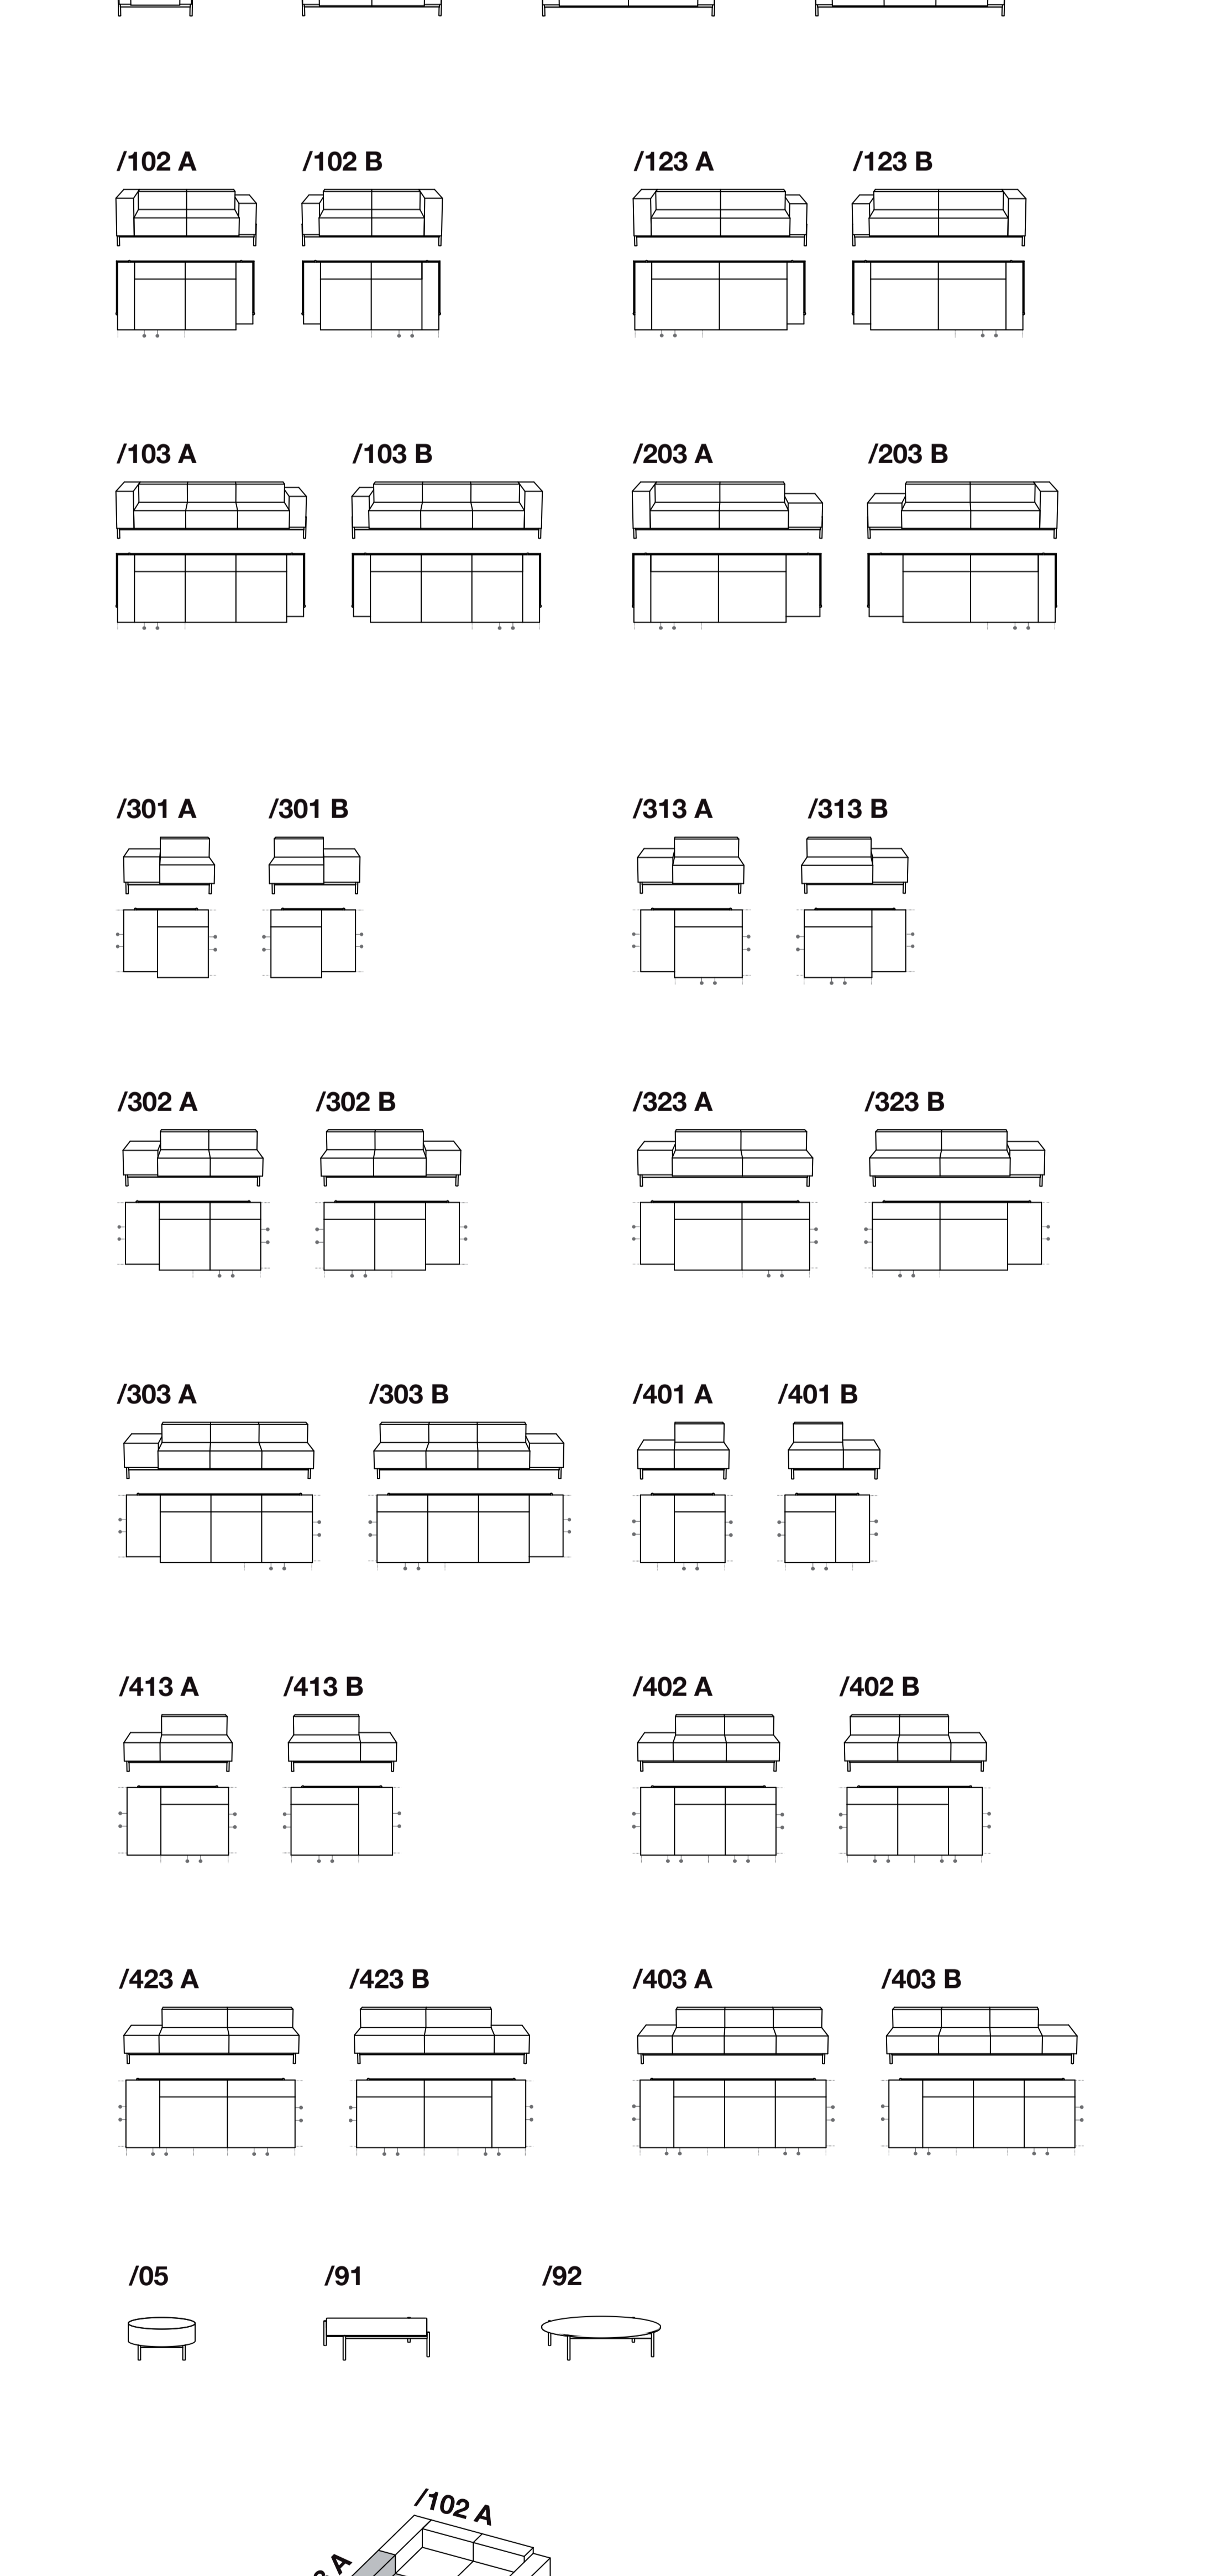 /102 A /102 B /123 A /123 B
/103 A /103 B /203 A /203 B
/301 A /301 B /313 A /313 B
/302 A /302 B /323 A /323 B
/303 A /303 B /401 A /401 B
/413 A /413 B /402 A /402 B
/423 A /423 B /403 A /403 B
/05 /91 /92
/102 A
A